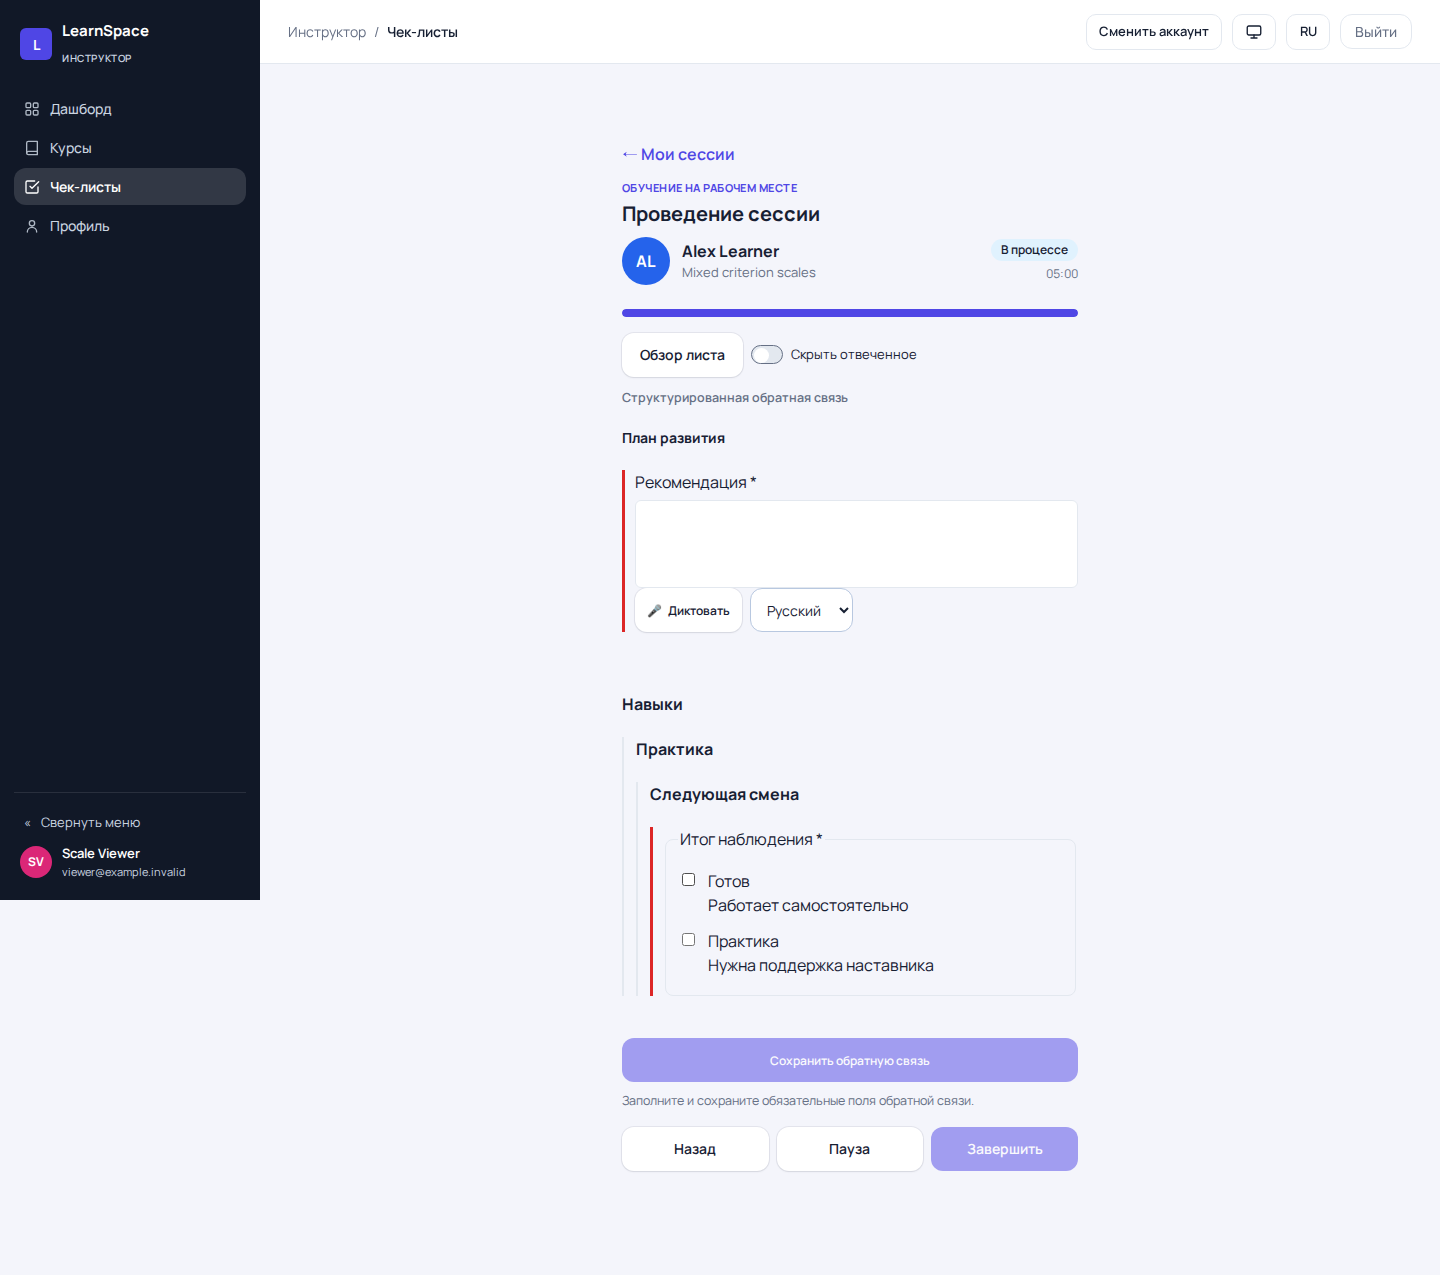 L
LearnSpace
ИНСТРУКТОР
Дашборд
Курсы
Чек-листы
Профиль
« Свернуть меню
SV
Scale Viewer
viewer@example.invalid
Инструктор / Чек-листы
Сменить аккаунт
RU
Выйти
← Мои сессии
ОБУЧЕНИЕ НА РАБОЧЕМ МЕСТЕ
Проведение сессии
AL
Alex Learner
Mixed criterion scales
В процессе
05:00
Обзор листа
Скрыть отвеченное
Структурированная обратная связь
План развития
Рекомендация *
Диктовать
Русский
Навыки
Практика
Следующая смена
Итог наблюдения *
Готов
Работает самостоятельно
Практика
Нужна поддержка наставника
Сохранить обратную связь
Заполните и сохраните обязательные поля обратной связи.
Назад
Пауза
Завершить